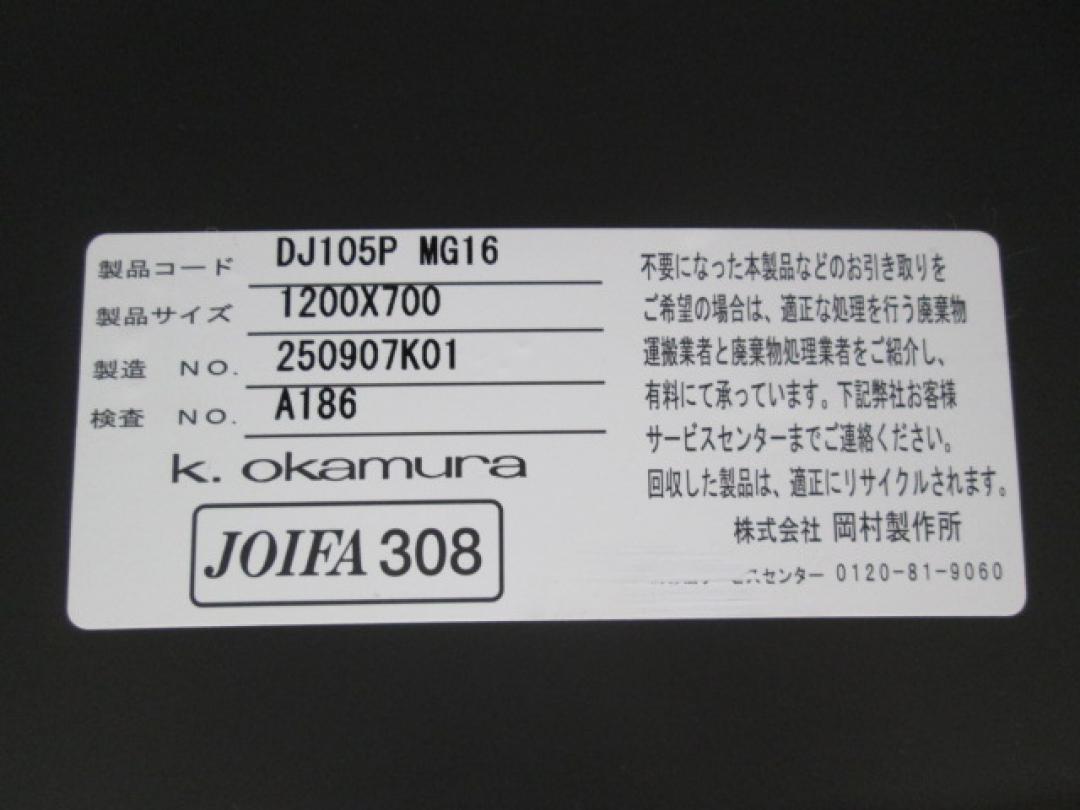 製品コード DJ105P MG16
製品サイズ 1200X700
製造 NO. 250907K01
検査 NO. A186
k. okamura
JOIFA 308
不要になった本製品などのお引き取りを
ご希望の場合は、適正な処理を行う廃棄物
運搬業者と廃棄物処理業者をご紹介し、
有料にて承っています。下記弊社お客様
サービスセンターまでご連絡ください。
回収した製品は、適正にリサイクルされます。
株式会社 岡村製作所
センター 0120-81-9060